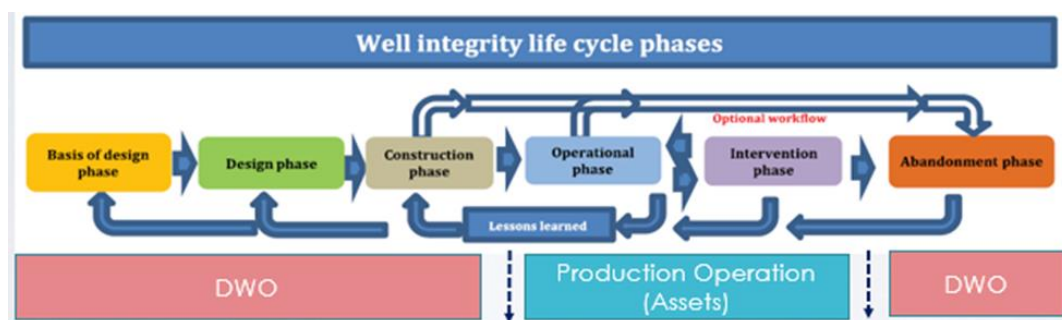 Well integrity life cycle phases
Optional workflow
Basis of design
phase
Design phase
Construction
phase
Operational
phase
Intervention
phase
Abandonment phase
Lessons learned
DWO
Production Operation
(Assets)
DWO